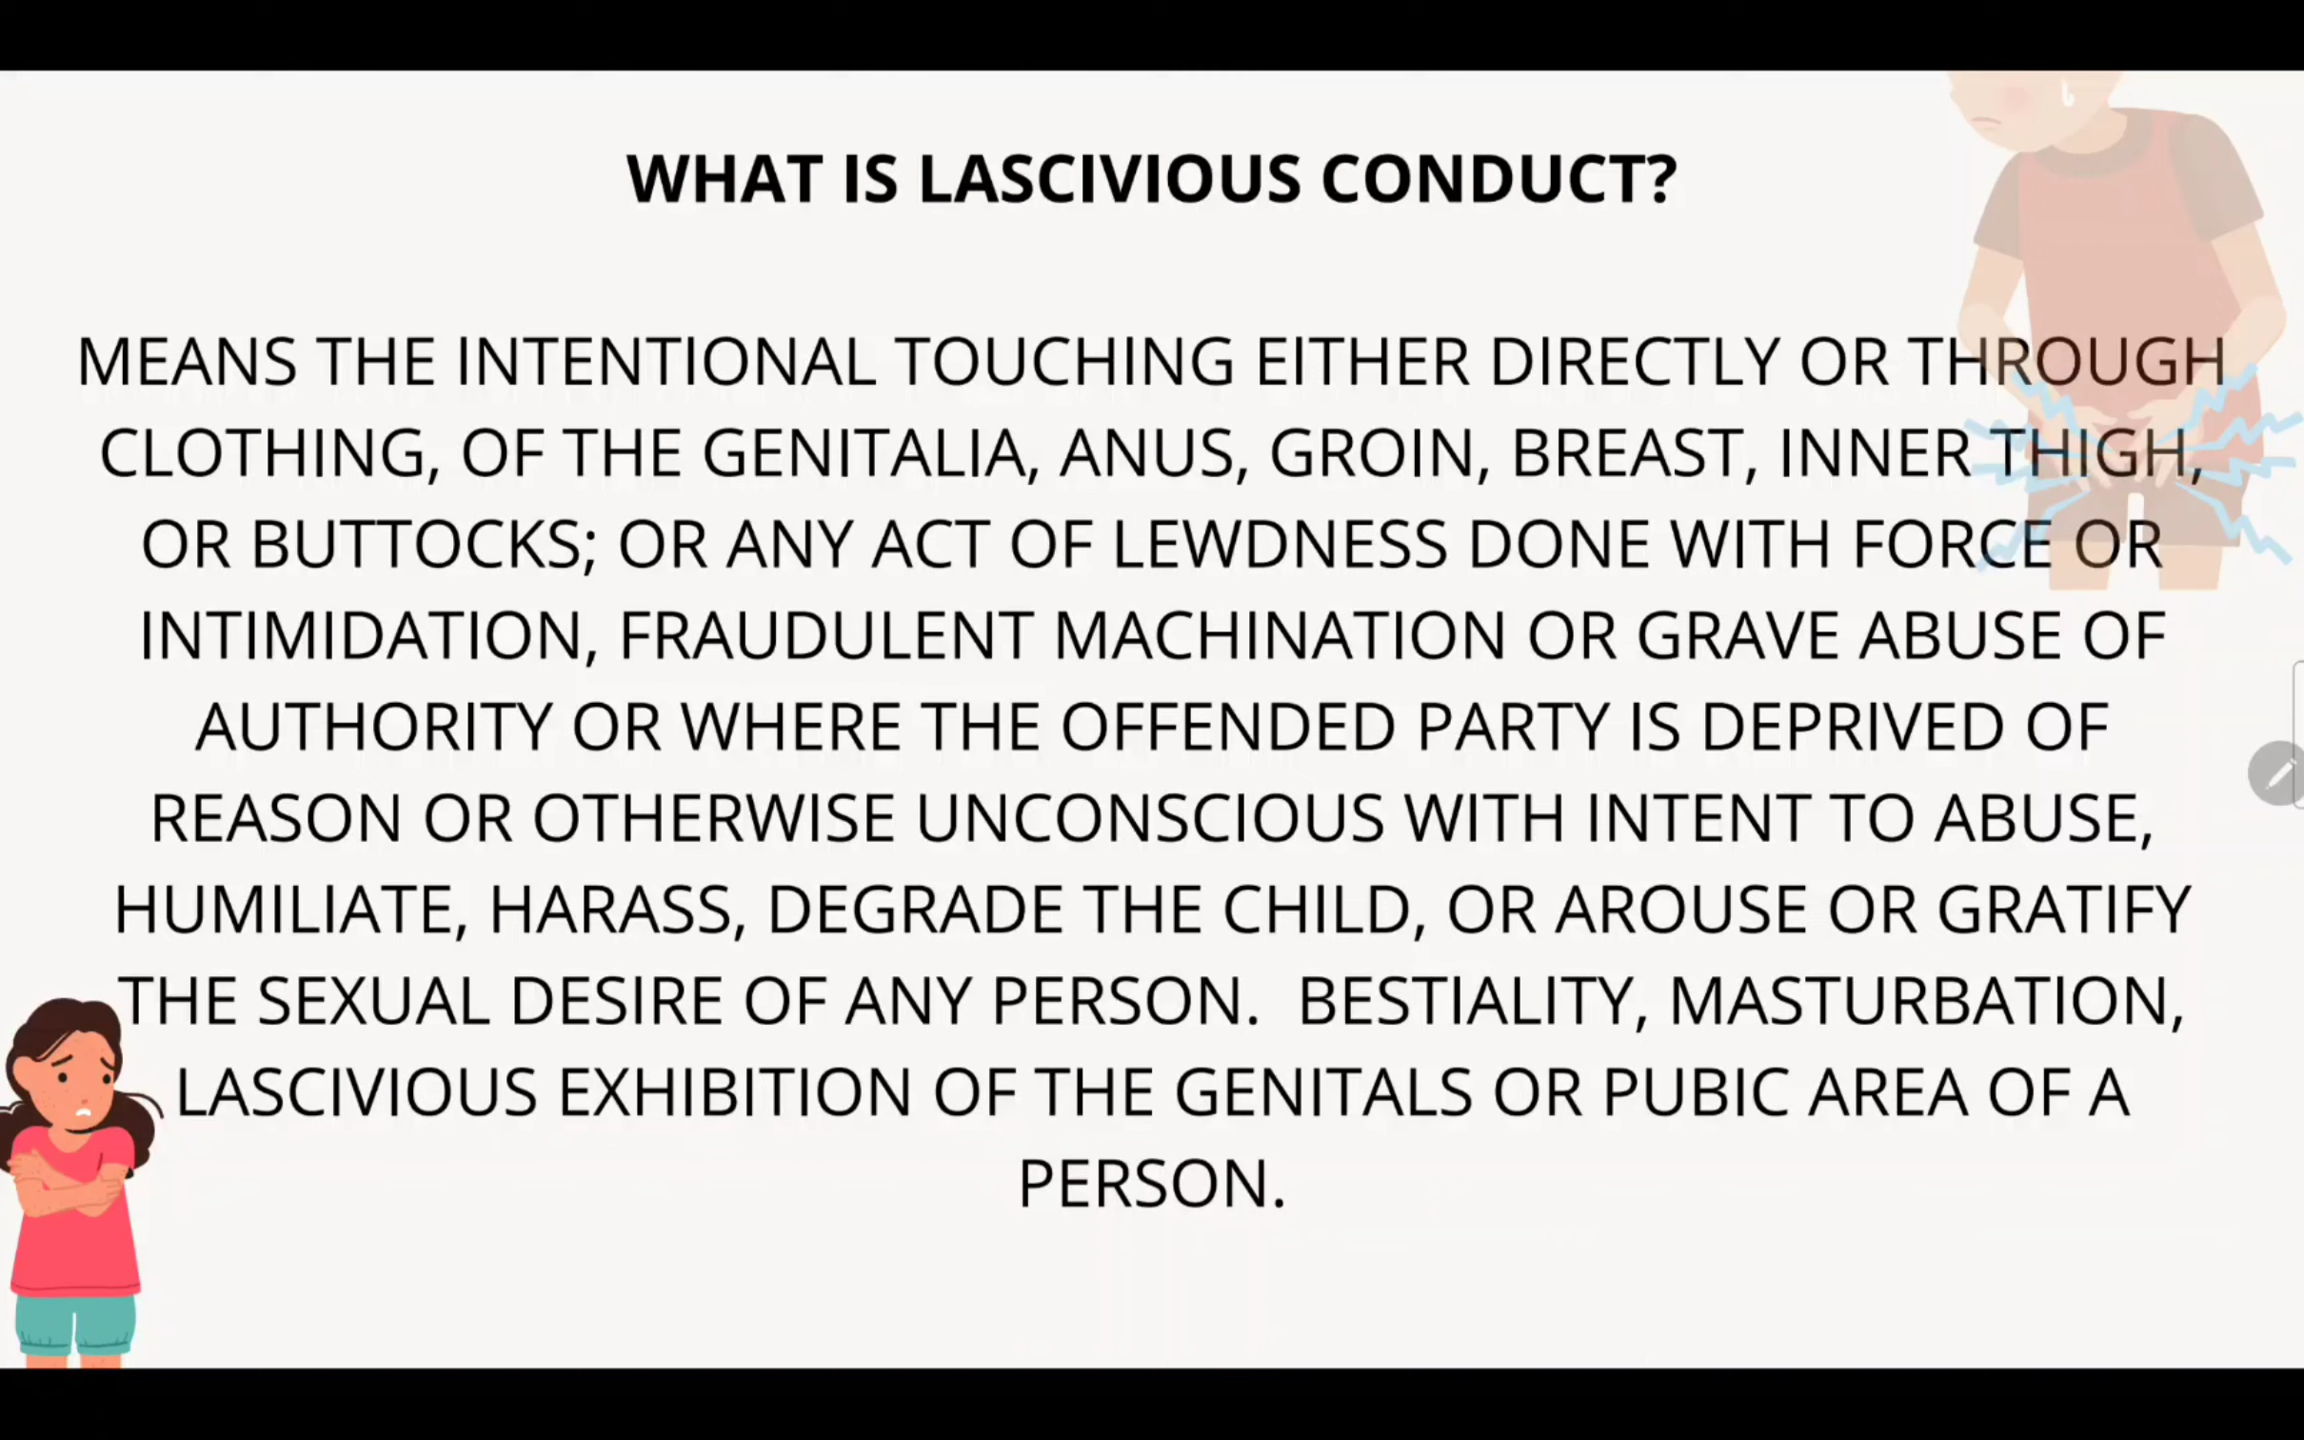 WHAT IS LASCIVIOUS CONDUCT?
MEANS THE INTENTIONAL TOUCHING EITHER DIRECTLY OR THROUGH
CLOTHING, OF THE GENITALIA, ANUS, GROIN, BREAST, INNER THIGH,
OR BUTTOCKS; OR ANY ACT OF LEWDNESS DONE WITH FORCE OR
INTIMIDATION, FRAUDULENT MACHINATION OR GRAVE ABUSE OF
AUTHORITY OR WHERE THE OFFENDED PARTY IS DEPRIVED OF
REASON OR OTHERWISE UNCONSCIOUS WITH INTENT TO ABUSE,
HUMILIATE, HARASS, DEGRADE THE CHILD, OR AROUSE OR GRATIFY
THE SEXUAL DESIRE OF ANY PERSON. BESTIALITY, MASTURBATION,
LASCIVIOUS EXHIBITION OF THE GENITALS OR PUBIC AREA OF A
PERSON.